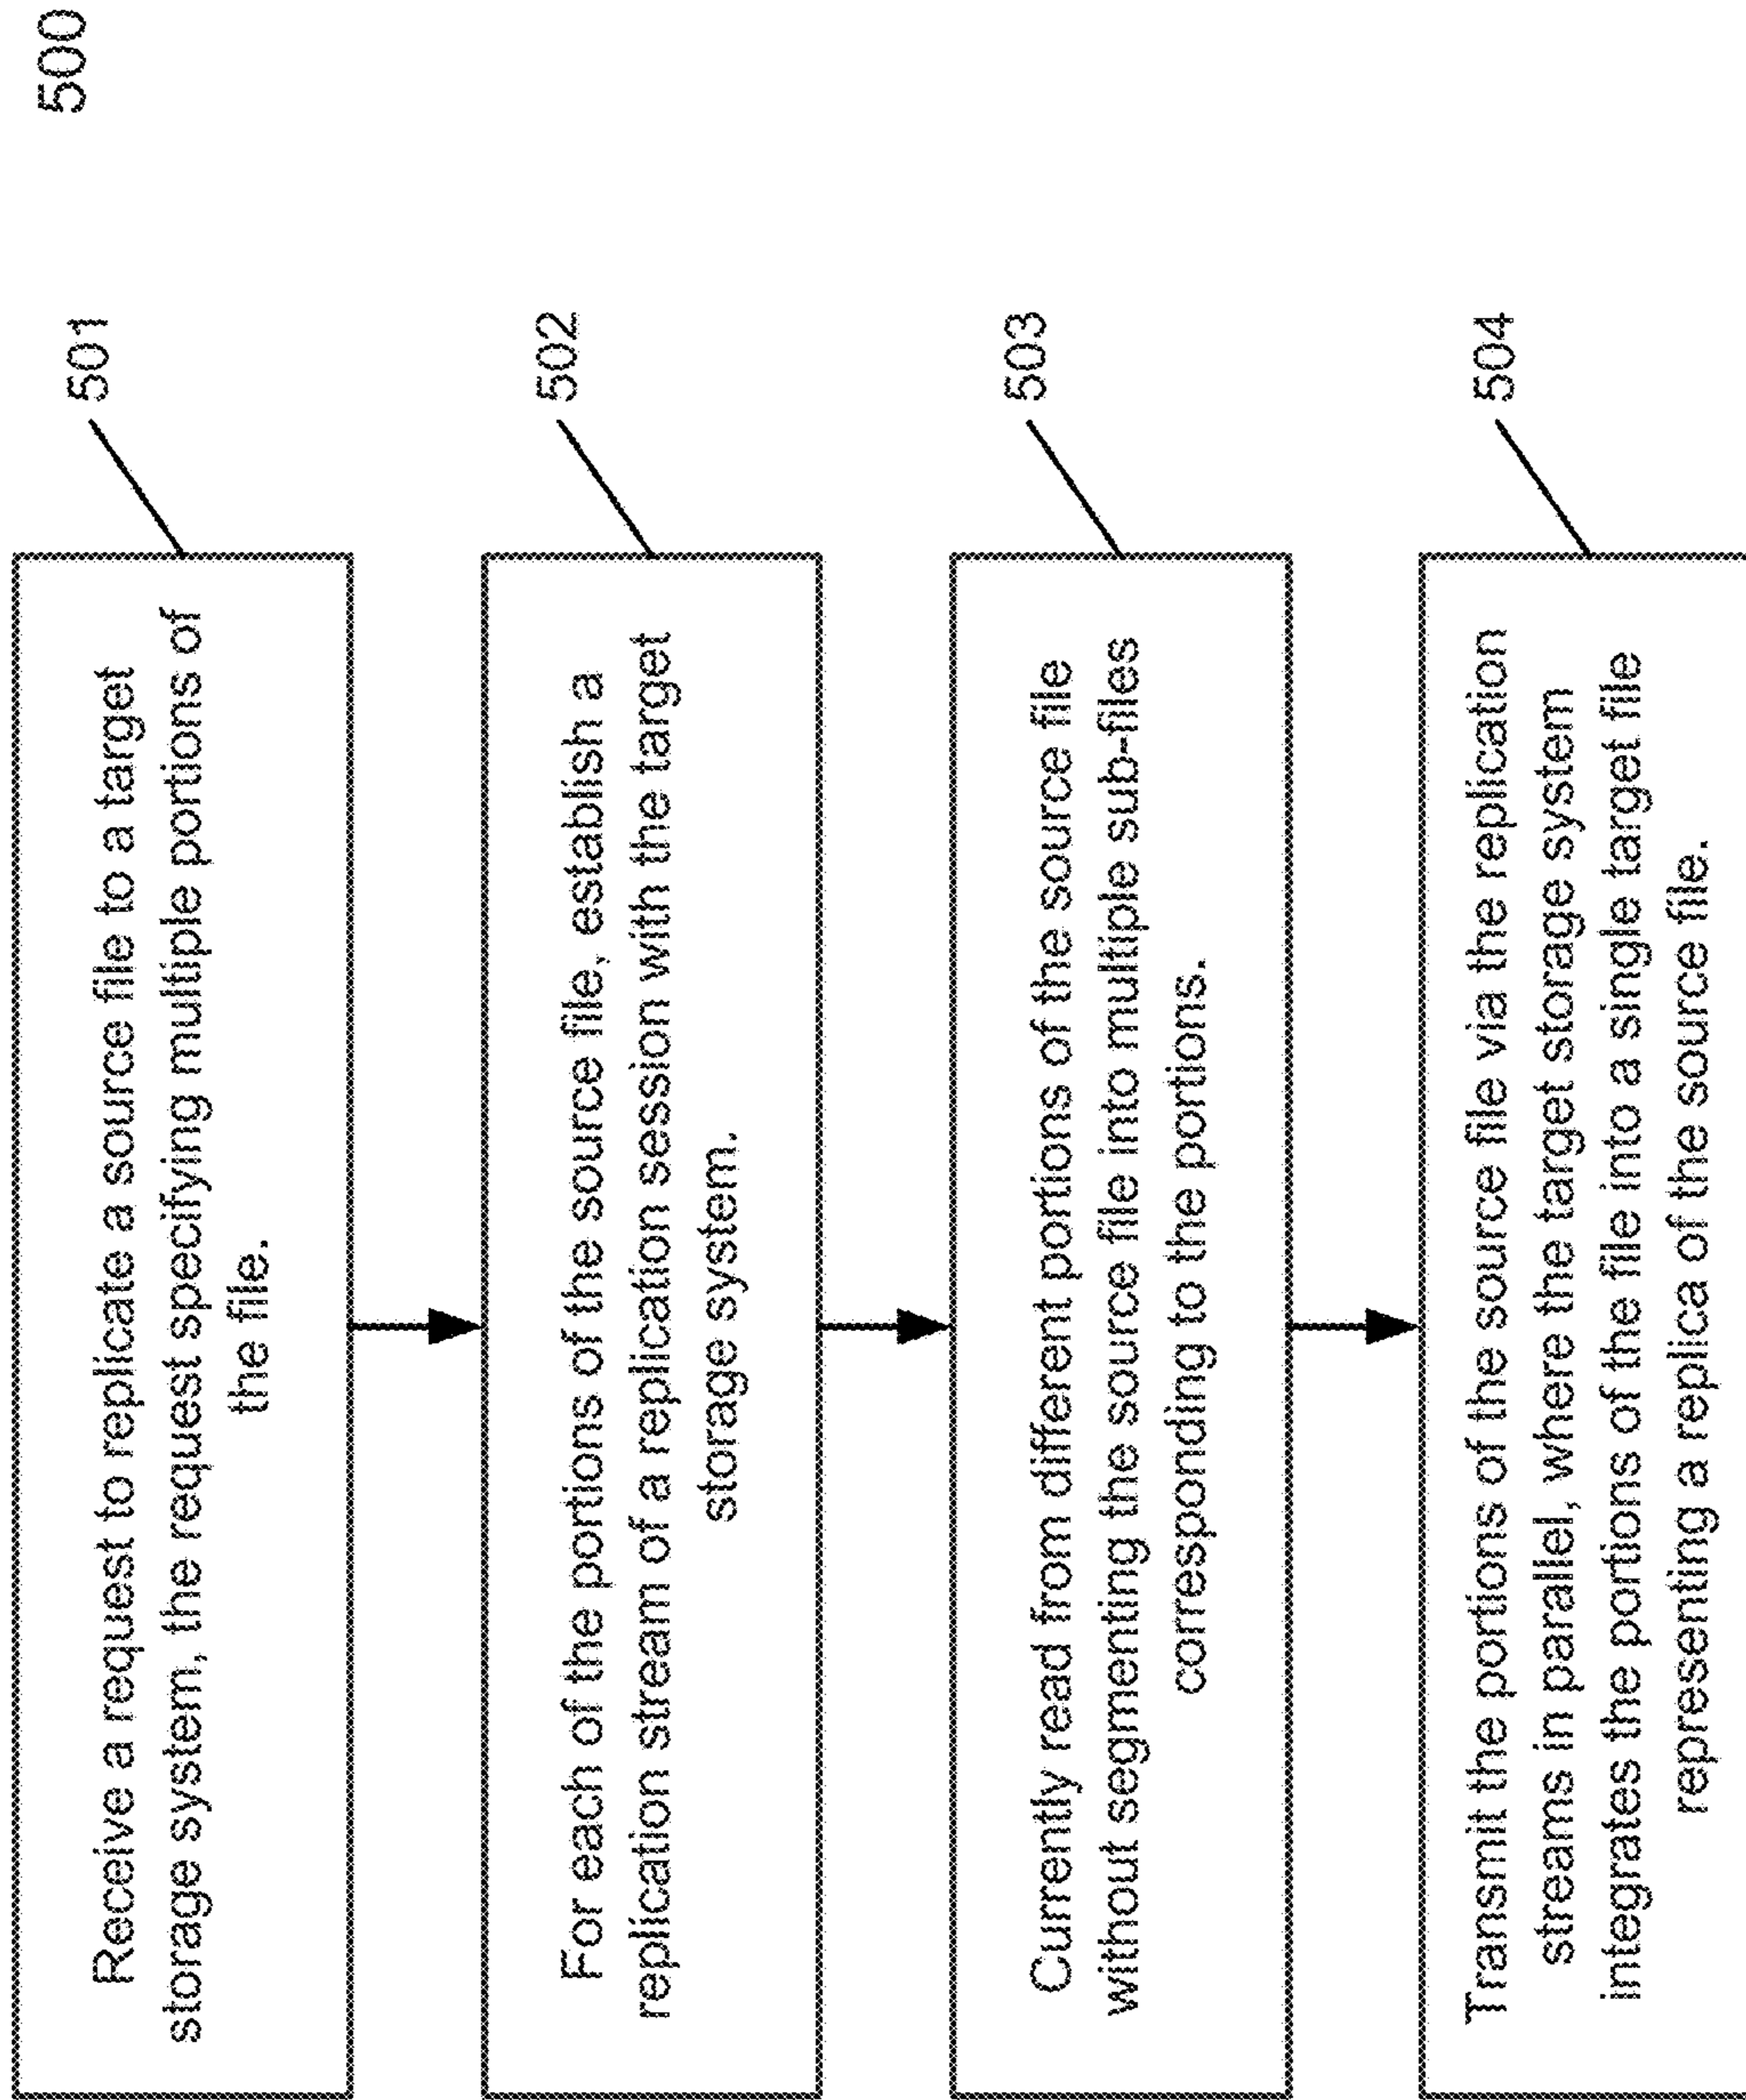 500
Receive a request to replicate a source file to a target
storage system, the request specifying multiple portions of
the file.
501
For each of the portions of the source file, establish a
replication stream of a replication session with the target
storage system.
502
Currently read from different portions of the source file
without segmenting the source file into multiple sub-files
corresponding to the portions.
503
Transmit the portions of the source file via the replication
streams in parallel, where the target storage system
integrates the portions of the file into a single target file
representing a replica of the source file.
504